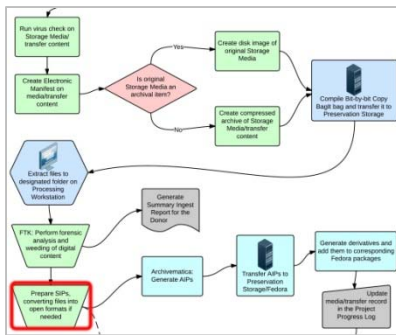 Run virus check on
Storage Media/
transfer content
Create Electronic
Manifest on
media/transfer
content
Is original
Storage Media an
archival item?
Yes
No
Create disk image of
original Storage
Media
Create compressed
archive of Storage
Media/transfer content
Compile Bit-by-bit Copy
BagIt bag and transfer it to
Preservation Storage
Extract files to
designated folder on
Processing
Workstation
FTK: Perform forensic
analysis and
weeding of digital
content
Generate
Summary Ingest
Report for the
Donor
Prepare SIPs,
converting files into
open formats if
needed
Archivematica:
Generate AIPs
Transfer AIPs to
Preservation
Storage/Fedora
Generate derivatives and
add them to corresponding
Fedora packages
Update
media/transfer record
in the Project
Progress Log